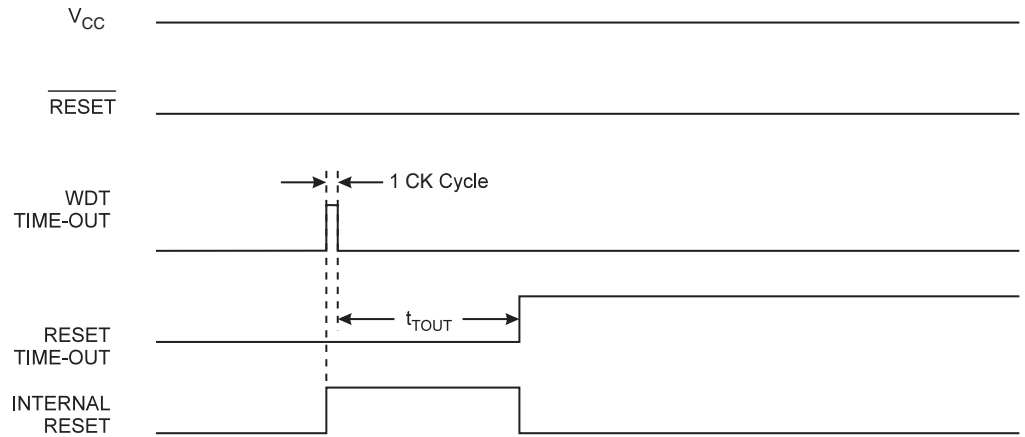 VCC
RESET
1 CK Cycle
WDT
TIME-OUT
tTOUT
RESET
TIME-OUT
INTERNAL
RESET